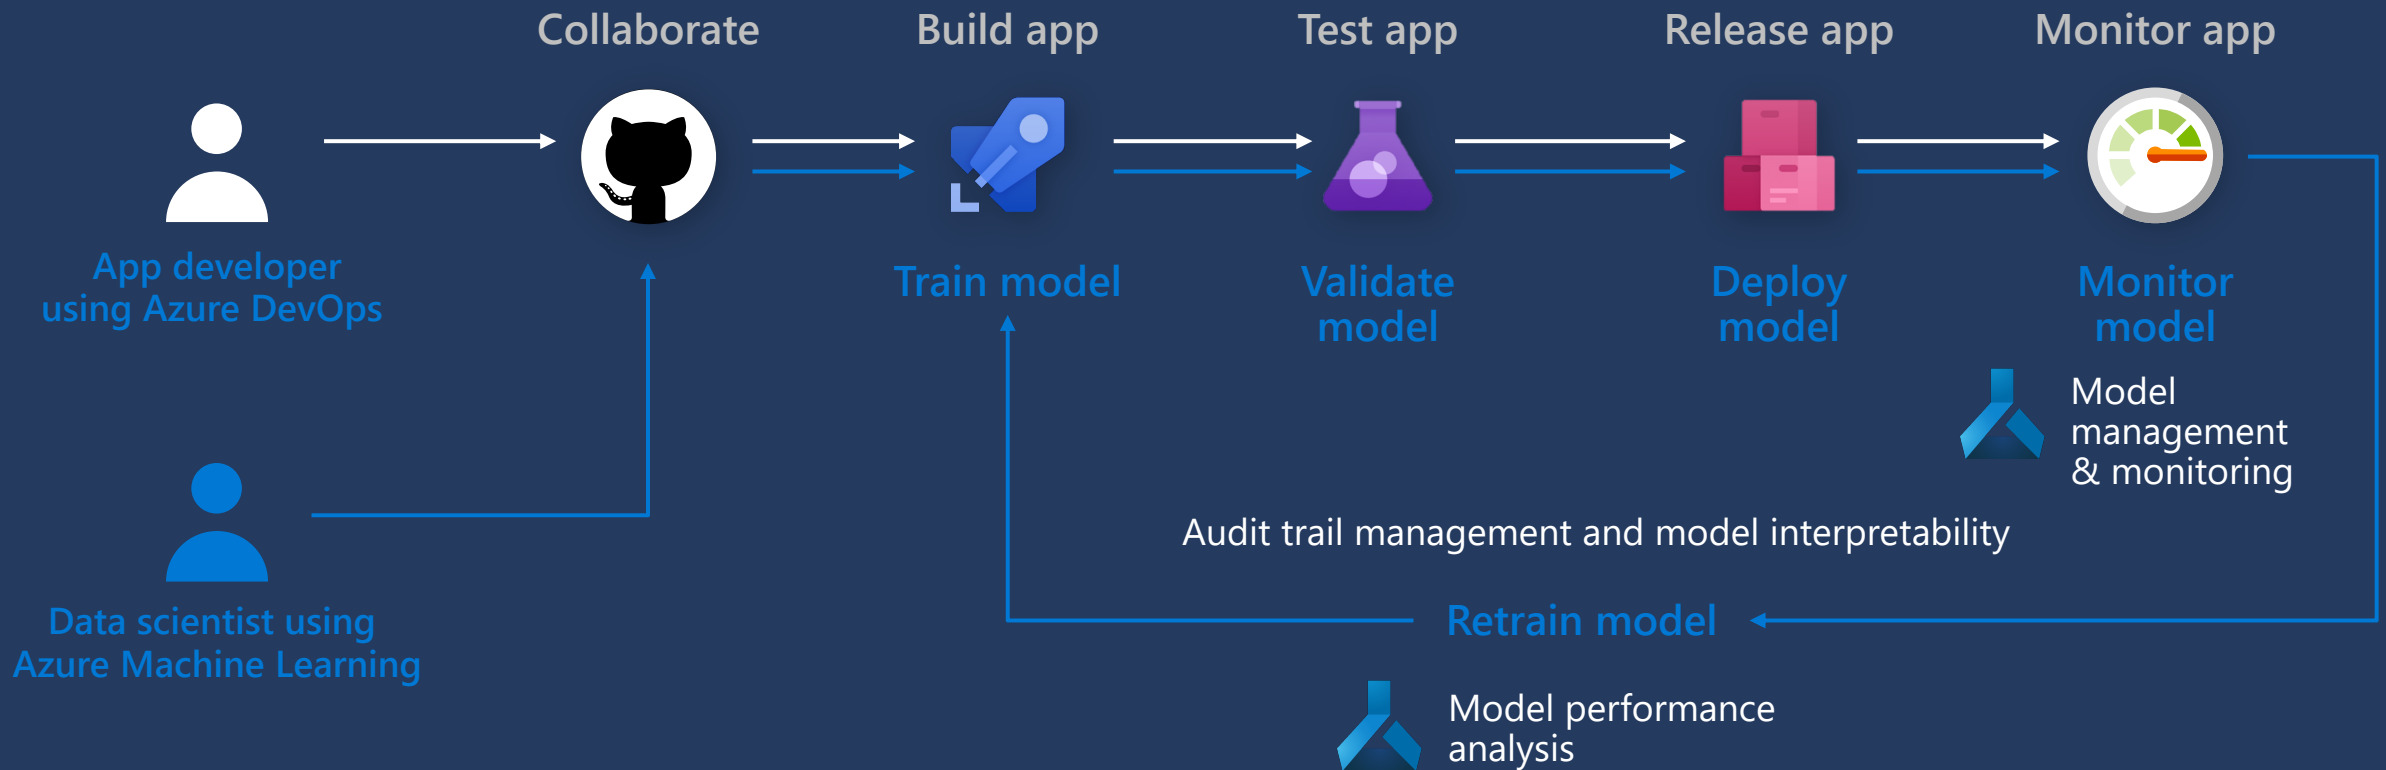 Collaborate
Build app
Test app
Release app
Monitor app
App developer
using Azure DevOps
Train model
Validate
model
Deploy
model
Monitor
model
Model
management
& monitoring
Audit trail management and model interpretability
Data scientist using
Azure Machine Learning
Retrain model
Model performance
analysis